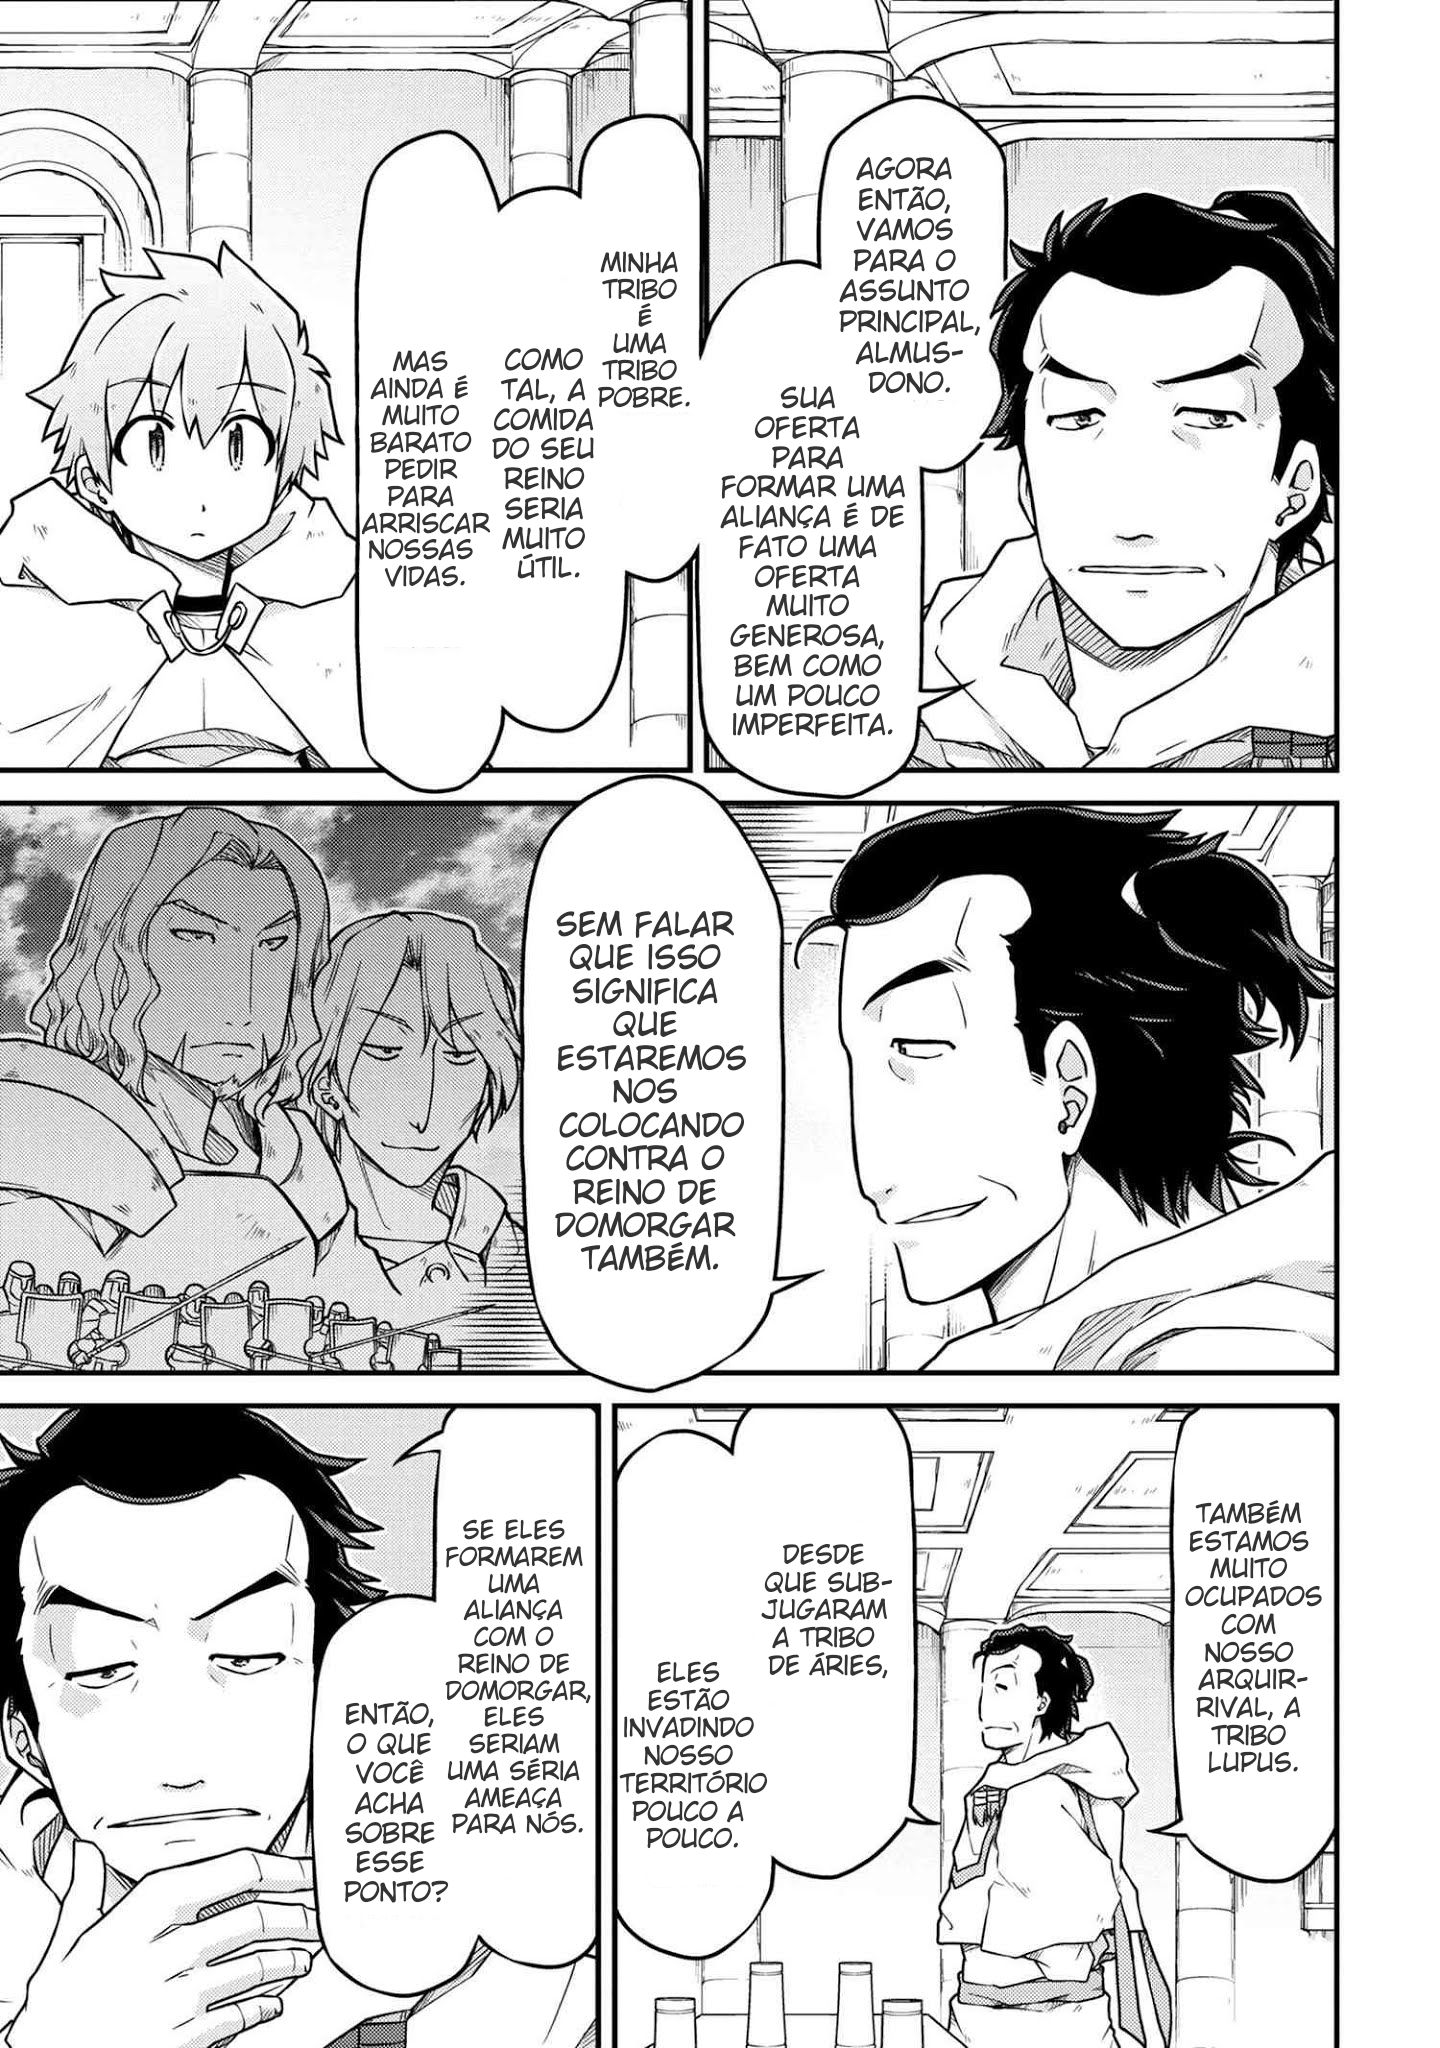 AGORA
ENTÃO,
VAMOS
PARA O
ASSUNTO
PRINCIPAL,
ALMUS-
DONO.
SUA
OFERTA
PARA
FORMAR UMA
ALIANÇA É DE
FATO UMA
OFERTA
MUITO
GENEROSA,
BEM COMO
UM POUCO
IMPERFEITA.
MINHA
TRIBO
É
UMA
TRIBO
POBRE.
COMO
TAL, A
COMIDA
DO SEU
REINO
SERIA
MUITO
ÚTIL.
MAS
AINDA É
MUITO
BARATO
PEDIR
PARA
ARRISCAR
NOSSAS
VIDAS.
SEM FALAR
QUE ISSO
SIGNIFICA
QUE
ESTAREMOS
NOS
COLOCANDO
CONTRA O
REINO DE
DOMORGAR
TAMBÉM.
TAMBÉM
ESTAMOS
MUITO
OCUPADOS
COM
NOSSO
ARQUIR-
RIVAL, A
TRIBO
LUPUS.
DESDE
QUE SUB-
JUGARAM
A TRIBO
DE ÁRIES,
ELES
ESTÃO
INVADINDO
NOSSO
TERRITÓRIO
POUCO A
POUCO.
SE ELES
FORMAREM
UMA
ALIANÇA
COM O
REINO DE
DOMORGAR,
ELES
SERIAM
UMA SÉRIA
AMEAÇA
PARA NÓS.
ENTÃO,
O QUE
VOCÊ
ACHA
SOBRE
ESSE
PONTO?